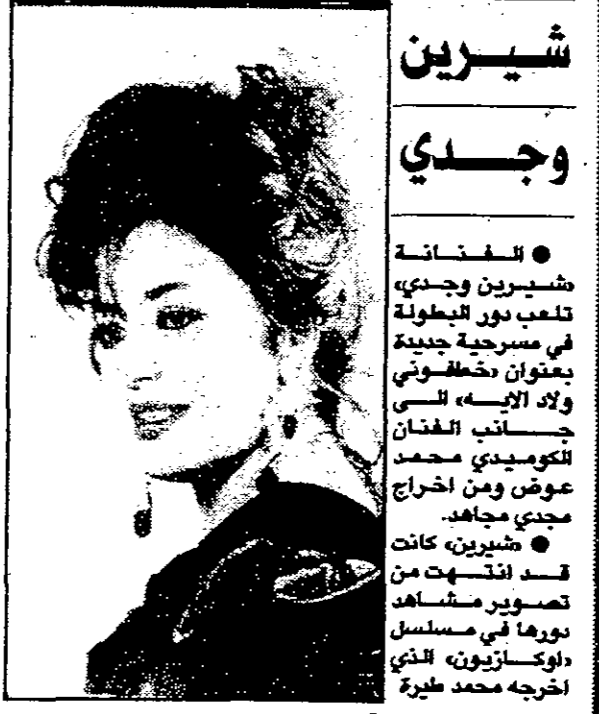 شيرين
وجدي
● الفنانة
«شيرين وجدي»
تلعب دور البطولة
في مسرحية جديدة
بعنوان «خطفوني
ولاد الايه» الى
جانب الفنان
الكوميدي محمد
عوض ومن اخراج
مجدي مجاهد.
● «شيرين» كانت
قد انتهت من
تصوير مشاهد
دورها في مسلسل
«اوكازيون» الذي
اخرجه محمد طيرة